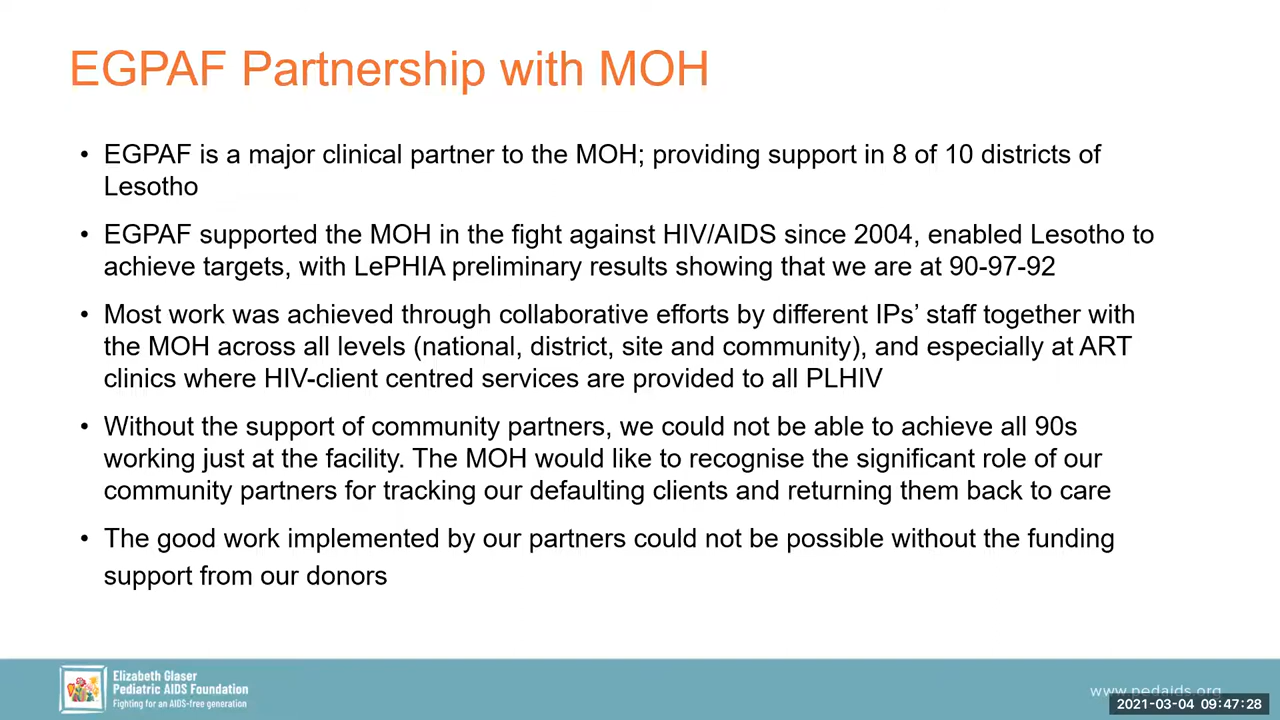 EGPAF Partnership with MOH
• EGPAF is a major clinical partner to the MOH; providing support in 8 of 10 districts of
Lesotho
• EGPAF supported the MOH in the fight against HIV/AIDS since 2004, enabled Lesotho to
achieve targets, with LePHIA preliminary results showing that we are at 90-97-92
• Most work was achieved through collaborative efforts by different IPs’ staff together with
the MOH across all levels (national, district, site and community), and especially at ART
clinics where HIV-client centred services are provided to all PLHIV
• Without the support of community partners, we could not be able to achieve all 90s
working just at the facility. The MOH would like to recognise the significant role of our
community partners for tracking our defaulting clients and returning them back to care
• The good work implemented by our partners could not be possible without the funding
support from our donors
Elizabeth Glaser
Pediatric AIDS Foundation
Fighting for an AIDS-free generation
www.pedaids.org
2021-03-04 09:47:28